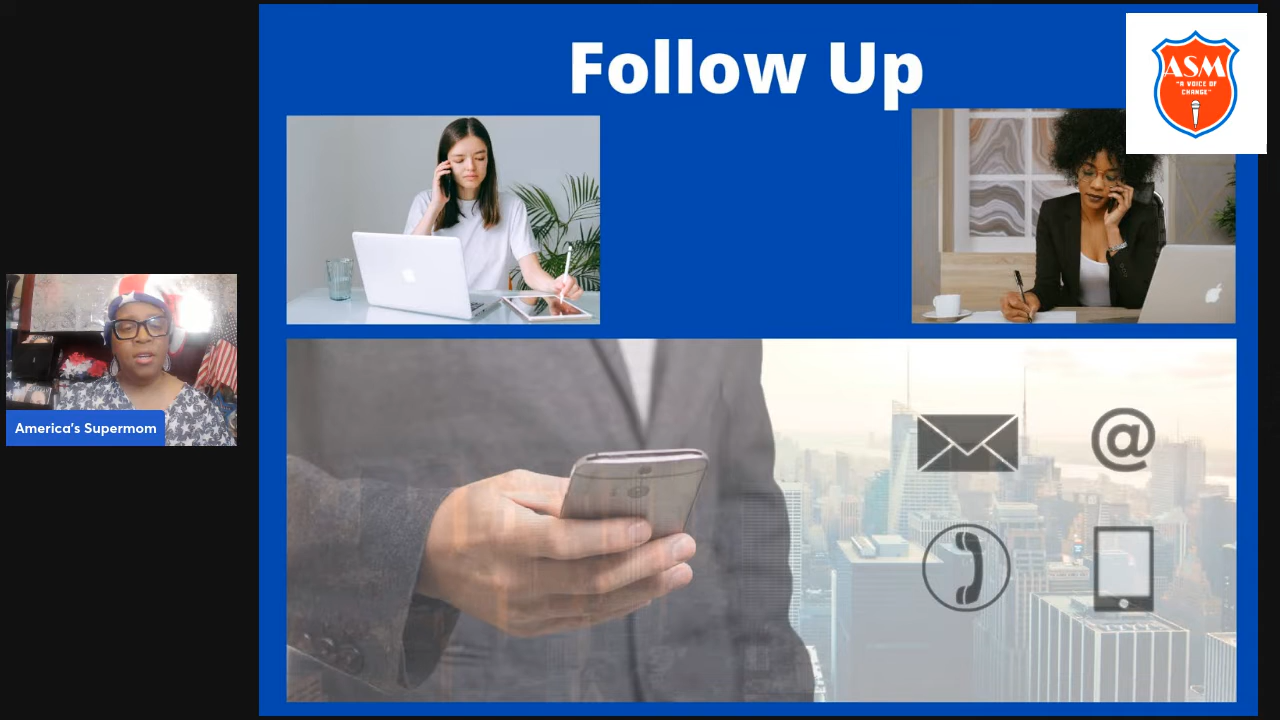 Follow Up
ASM
"A VOICE OF
CHANGE"
America's Supermom
@